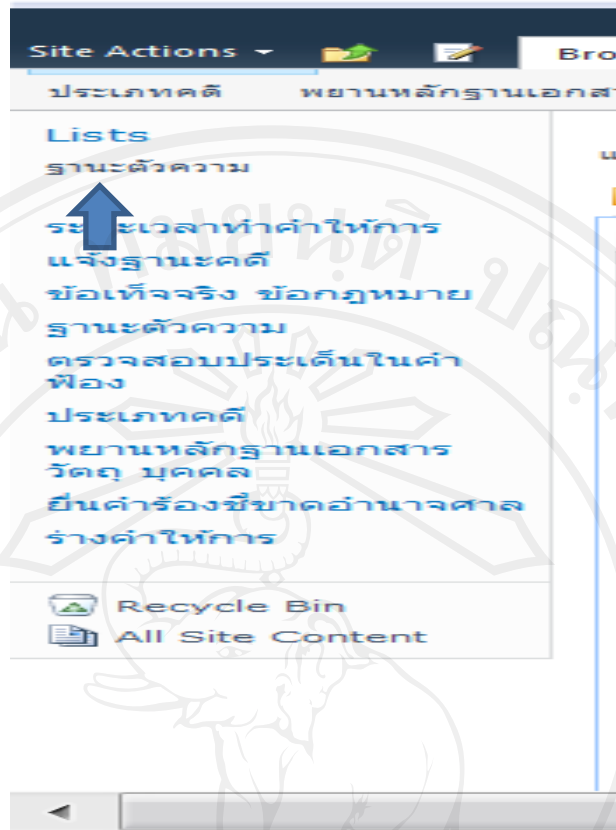 Site Actions
Bro
ประเภทคดี พยานหลักฐานเอกสา
Lists
ฐานะตัวความ
ระยะเวลาทำคำให้การ
แจ้งฐานะคดี
ข้อเท็จจริง ข้อกฎหมาย
ฐานะตัวความ
ตรวจสอบประเด็นในคำ
ฟ้อง
ประเภทคดี
พยานหลักฐานเอกสาร
วัตถุ บุคคล
ยื่นคำร้องชี้ขาดอำนาจศาล
ร่างคำให้การ
Recycle Bin
All Site Content